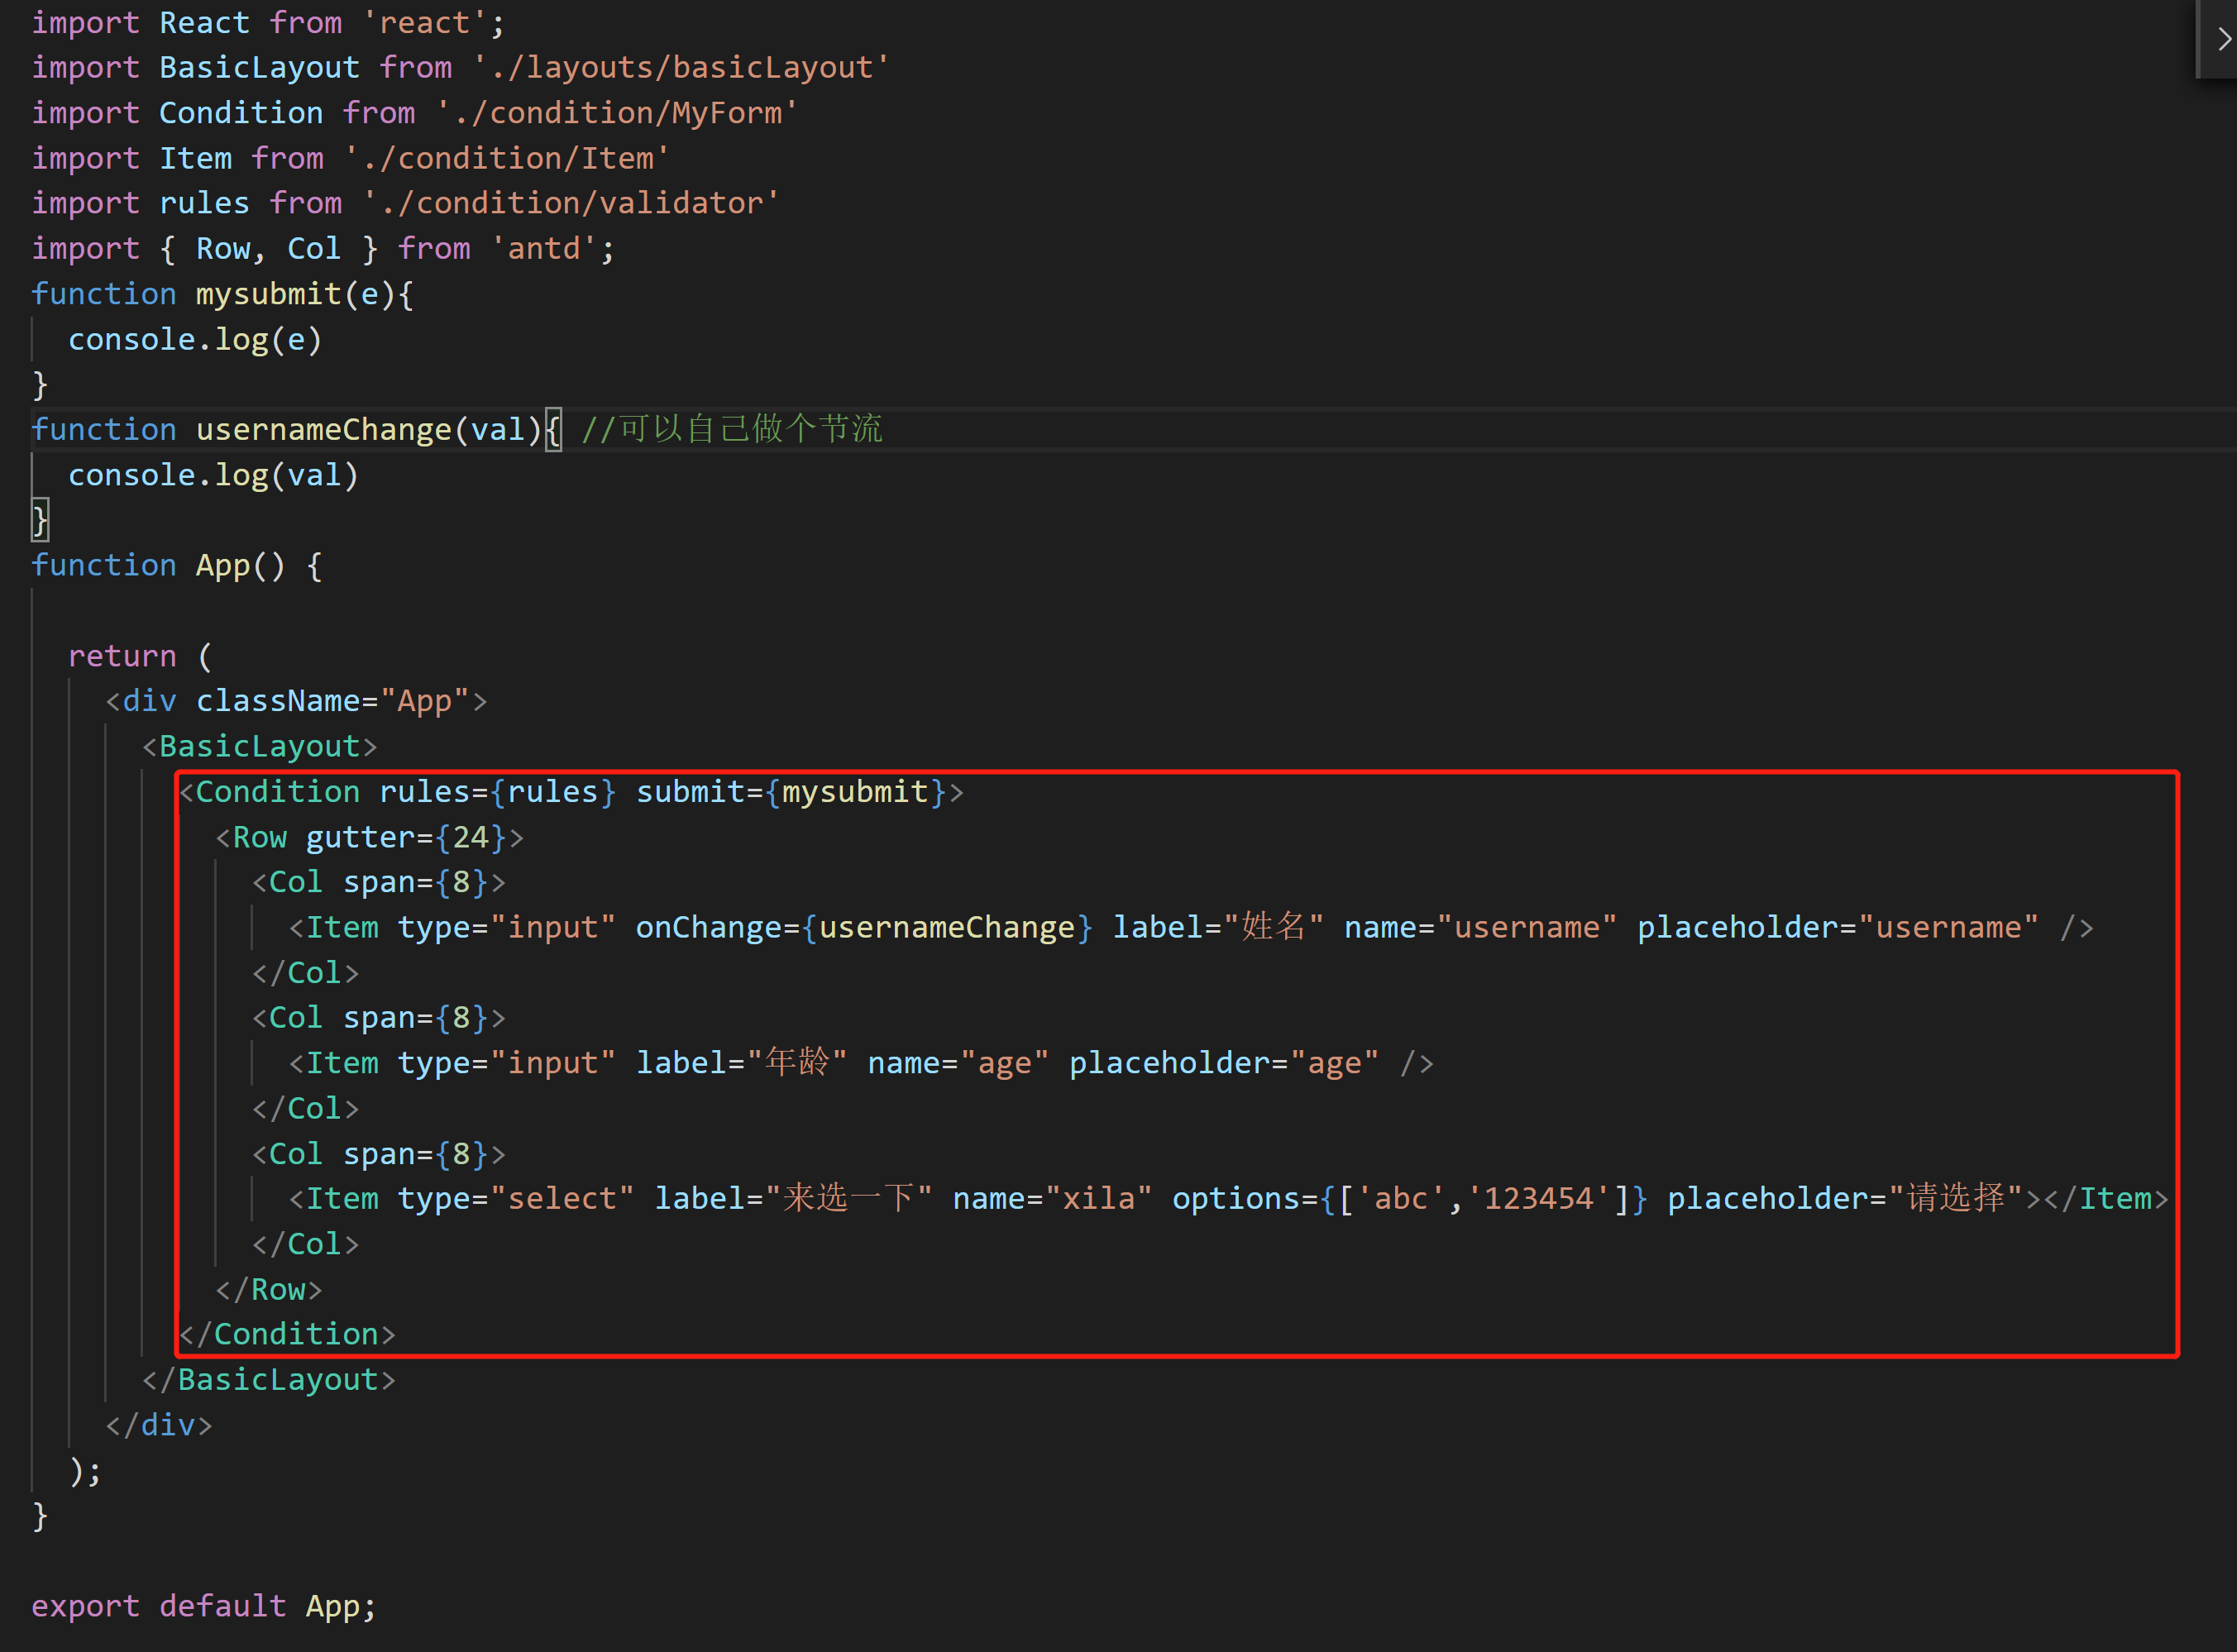 import React from 'react';
import BasicLayout from './layouts/basicLayout'
import Condition from './condition/MyForm'
import Item from './condition/Item'
import rules from './condition/validator'
import { Row, Col } from 'antd';
function mysubmit(e){
  console.log(e)
}
function usernameChange(val){ //可以自己做个节流
  console.log(val)
}
function App() {
  return (
    <div className="App">
      <BasicLayout>
        <Condition rules={rules} submit={mysubmit}>
          <Row gutter={24}>
            <Col span={8}>
              <Item type="input" onChange={usernameChange} label="姓名" name="username" placeholder="username" />
            </Col>
            <Col span={8}>
              <Item type="input" label="年龄" name="age" placeholder="age" />
            </Col>
            <Col span={8}>
              <Item type="select" label="来选一下" name="xila" options={['abc','123454']} placeholder="请选择"></Item>
            </Col>
          </Row>
        </Condition>
      </BasicLayout>
    </div>
  );
}
export default App;